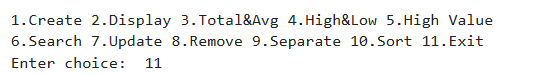 1.Create 2.Display 3.Total&Avg 4.High&Low 5.High Value
6.Search 7.Update 8.Remove 9.Separate 10.Sort 11.Exit
Enter choice:  11